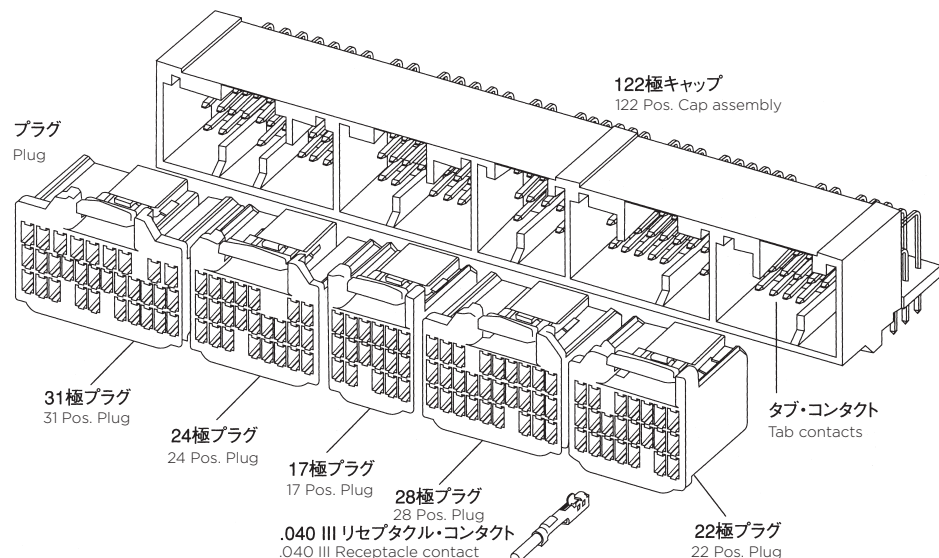 122極キャップ
122 Pos. Cap assembly
プラグ
Plug
31極プラグ
31 Pos. Plug
24極プラグ
24 Pos. Plug
17極プラグ
17 Pos. Plug
28極プラグ
28 Pos. Plug
タブ・コンタクト
Tab contacts
.040 III リセプタクル・コンタクト
.040 III Receptacle contact
22極プラグ
22 Pos. Plug